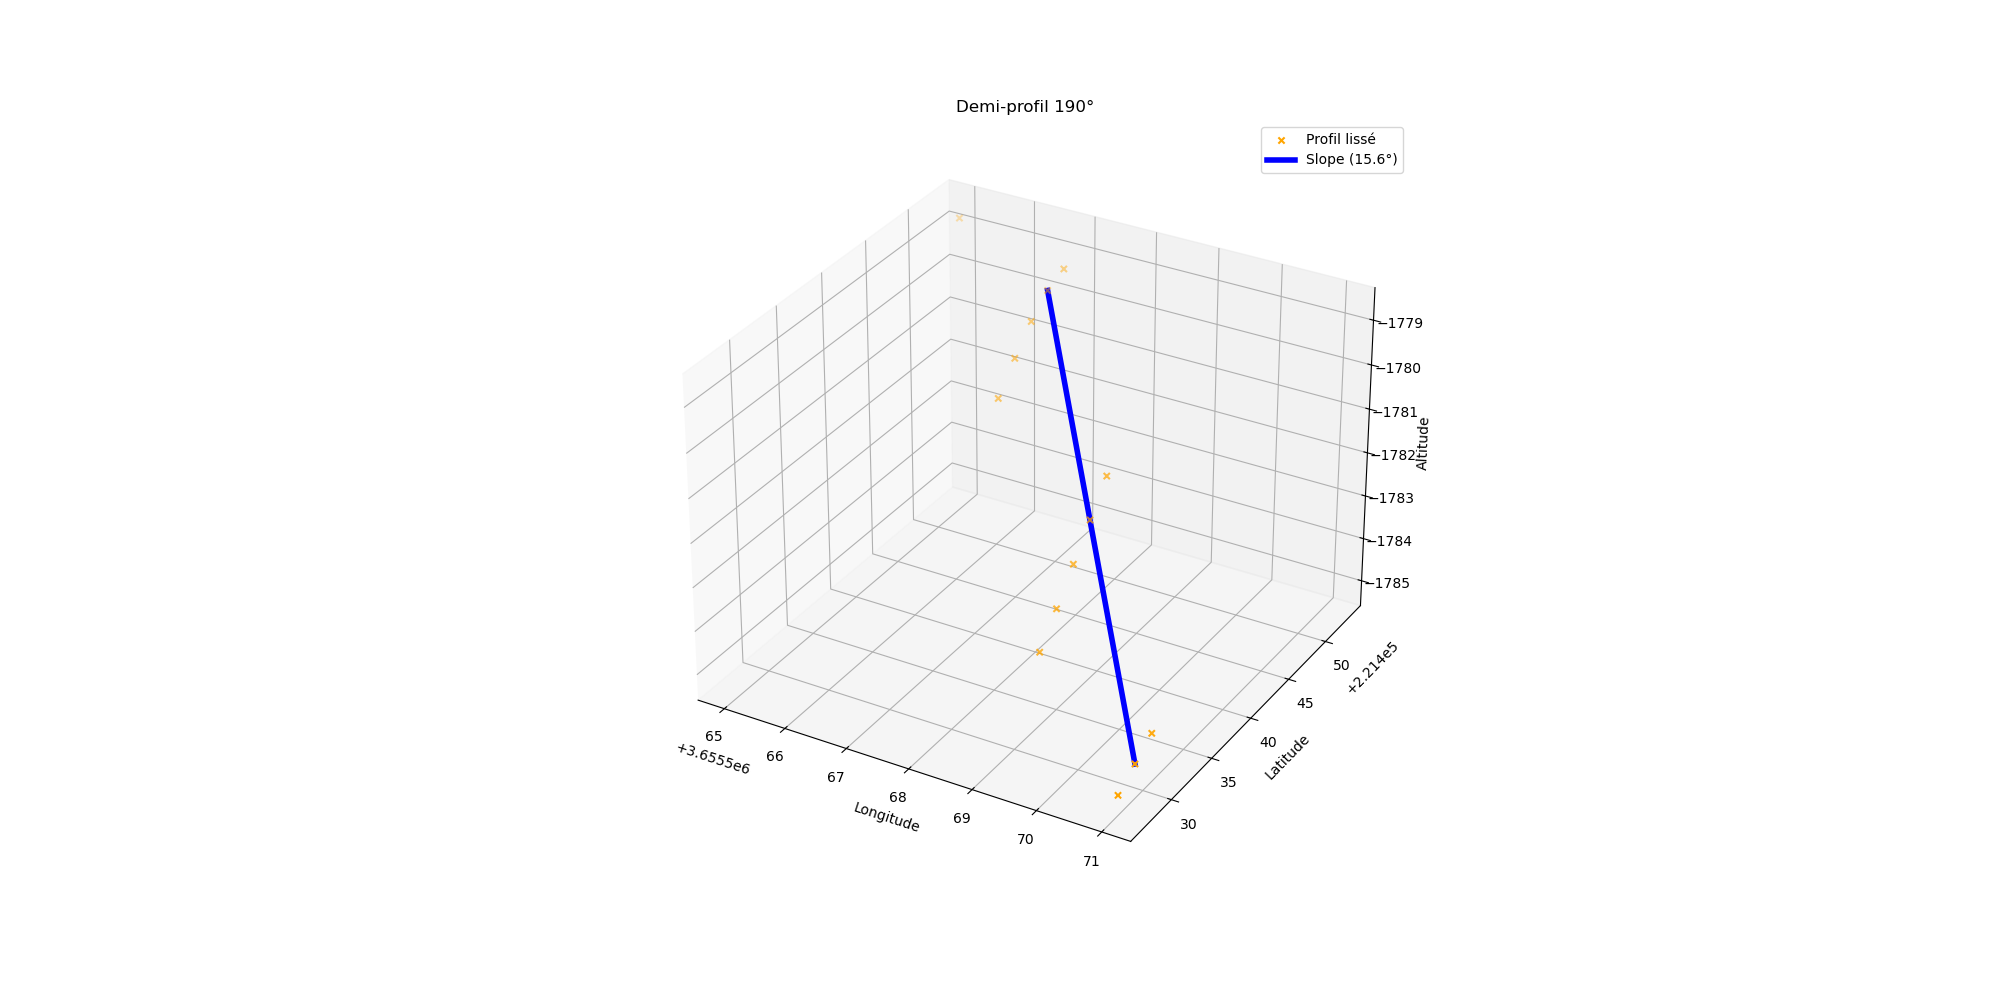 Demi-profil 190°
Profil lissé
Slope (15.6°)
−1779
−1780
−1781
−1782
−1783
−1784
−1785
Altitude
65
66
67
68
69
70
71
+3.6555e6
Longitude
30
35
40
45
50
+2.214e5
Latitude